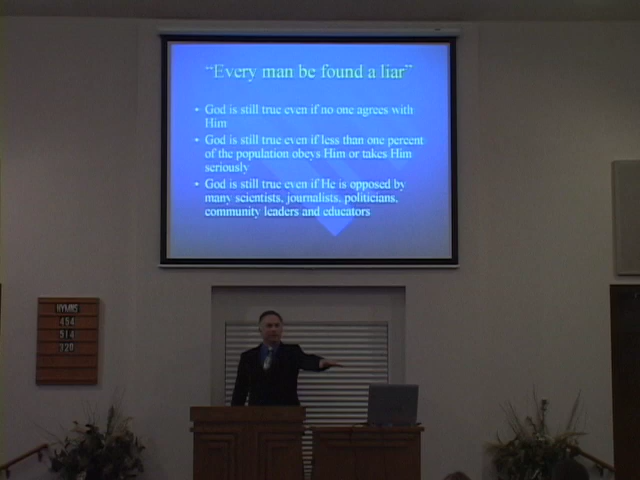 “Every man be found a liar”
• God is still true even if no one agrees with
Him
• God is still true even if less than one percent
of the population obeys Him or takes Him
seriously
• God is still true even if He is opposed by
many scientists, journalists, politicians,
community leaders and educators
HYMNS
454
514
320